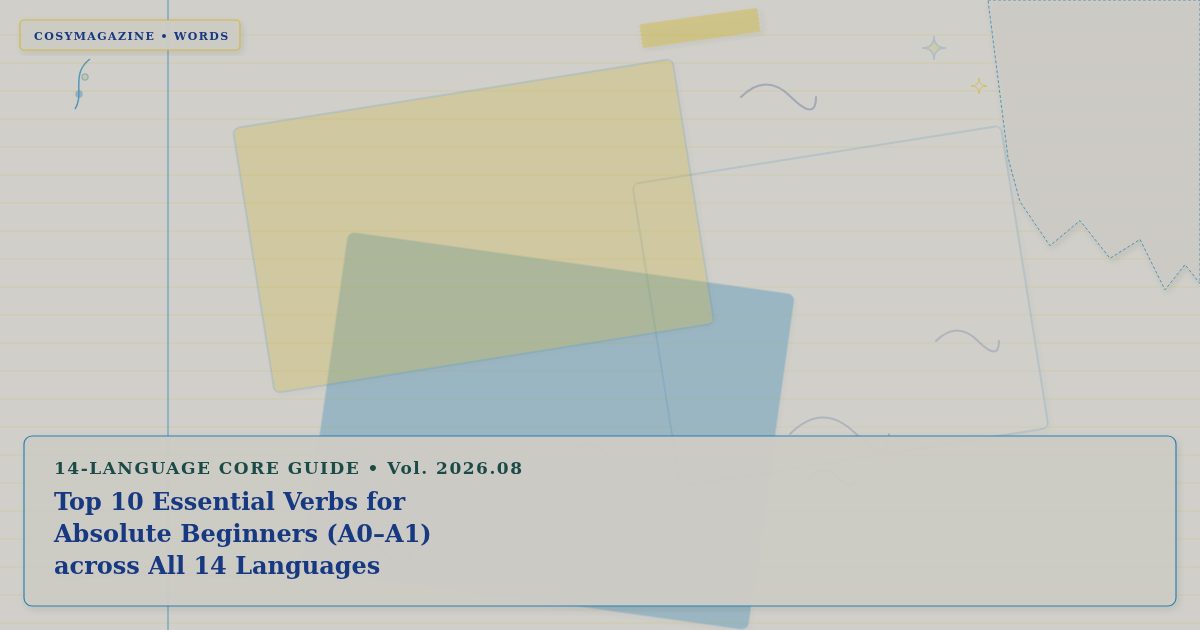 COSYMAGAZINE • WORDS
14-LANGUAGE CORE GUIDE • Vol. 2026.08
Top 10 Essential Verbs for
Absolute Beginners (A0–A1)
across All 14 Languages